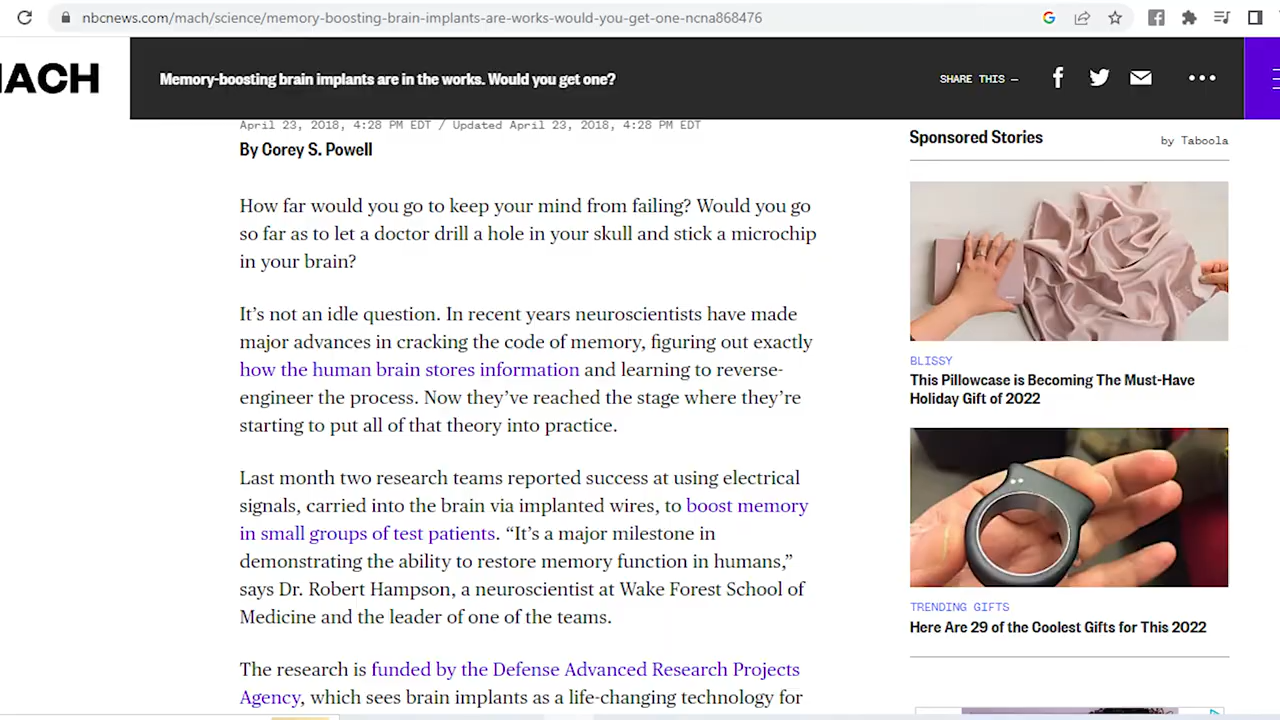 nbcnews.com/mach/science/memory-boosting-brain-implants-are-works-would-you-get-one-ncna868476
MACH
Memory-boosting brain implants are in the works. Would you get one?
SHARE THIS —
April 23, 2018, 4:28 PM EDT / Updated April 23, 2018, 4:28 PM EDT
By Corey S. Powell
How far would you go to keep your mind from failing? Would you go
so far as to let a doctor drill a hole in your skull and stick a microchip
in your brain?
It’s not an idle question. In recent years neuroscientists have made
major advances in cracking the code of memory, figuring out exactly
how the human brain stores information and learning to reverse-
engineer the process. Now they’ve reached the stage where they’re
starting to put all of that theory into practice.
Last month two research teams reported success at using electrical
signals, carried into the brain via implanted wires, to boost memory
in small groups of test patients. “It’s a major milestone in
demonstrating the ability to restore memory function in humans,”
says Dr. Robert Hampson, a neuroscientist at Wake Forest School of
Medicine and the leader of one of the teams.
The research is funded by the Defense Advanced Research Projects
Agency, which sees brain implants as a life-changing technology for
Sponsored Stories
by Taboola
BLISSY
This Pillowcase is Becoming The Must-Have
Holiday Gift of 2022
TRENDING GIFTS
Here Are 29 of the Coolest Gifts for This 2022